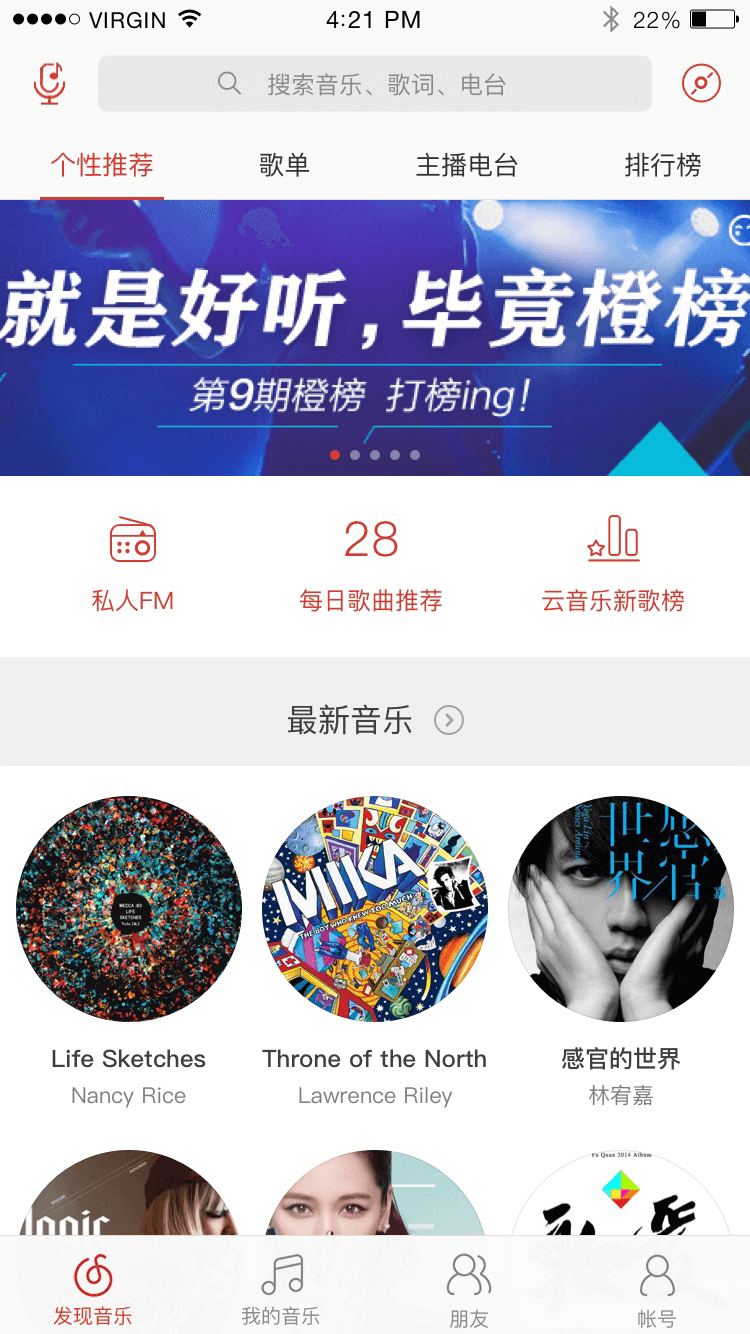 VIRGIN 4:21 PM 22%
搜索音乐、歌词、电台
个性推荐 歌单 主播电台 排行榜
就是好听，毕竟橙榜
第9期橙榜 打榜ing！
28
私人FM 每日歌曲推荐 云音乐新歌榜
最新音乐
MECCA:83
LIFE
SKETCHES
Vols.1&2
MIKA
THE BOY WHO KNEW TOO MUCH
感官
世界
Life Sketches Throne of the North 感官的世界
Nancy Rice Lawrence Riley 林宥嘉
Yu Quan 2014 Album
发现音乐 我的音乐 朋友 帐号